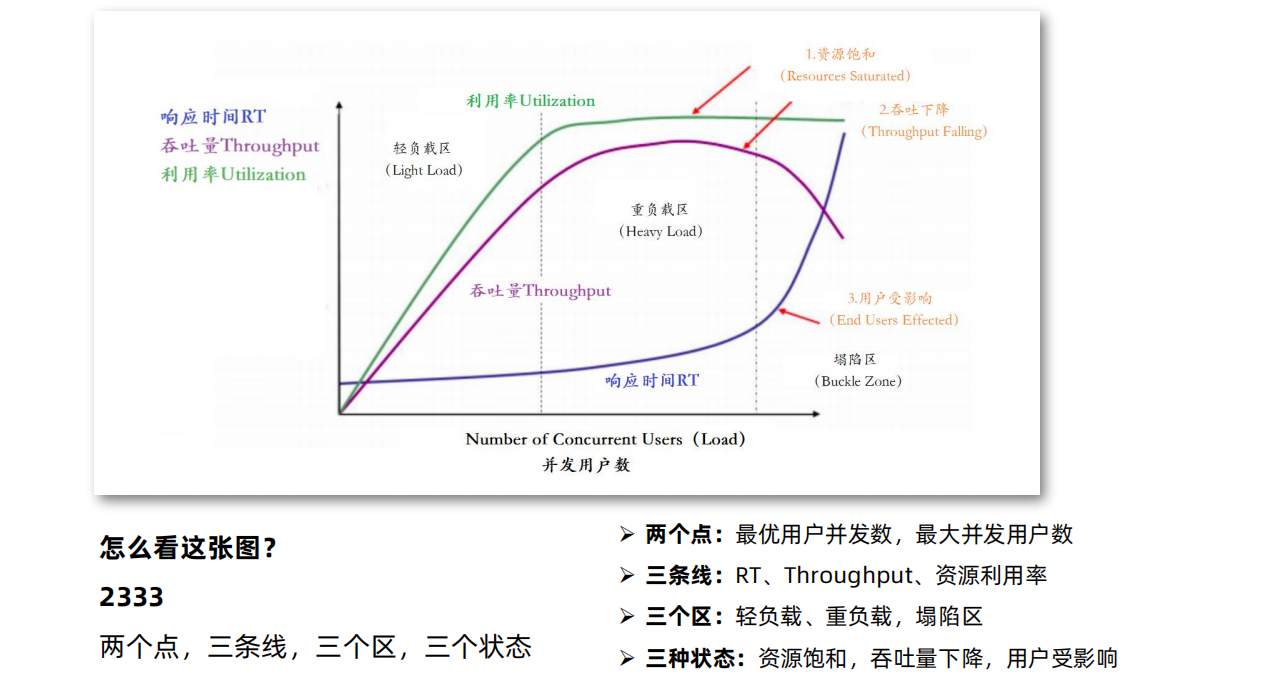 1.资源饱和
(Resources Saturated)
利用率Utilization
2.吞吐下降
(Throughput Falling)
响应时间RT
吞吐量Throughput
利用率Utilization
轻负载区
(Light Load)
重负载区
(Heavy Load)
吞吐量Throughput
3.用户受影响
(End Users Effected)
响应时间RT
塌陷区
(Buckle Zone)
Number of Concurrent Users (Load)
并发用户数
怎么看这张图?
2333
两个点，三条线，三个区，三个状态
➢ 两个点：最优用户并发数，最大并发用户数
➢ 三条线：RT、Throughput、资源利用率
➢ 三个区：轻负载、重负载，塌陷区
➢ 三种状态：资源饱和，吞吐量下降，用户受影响